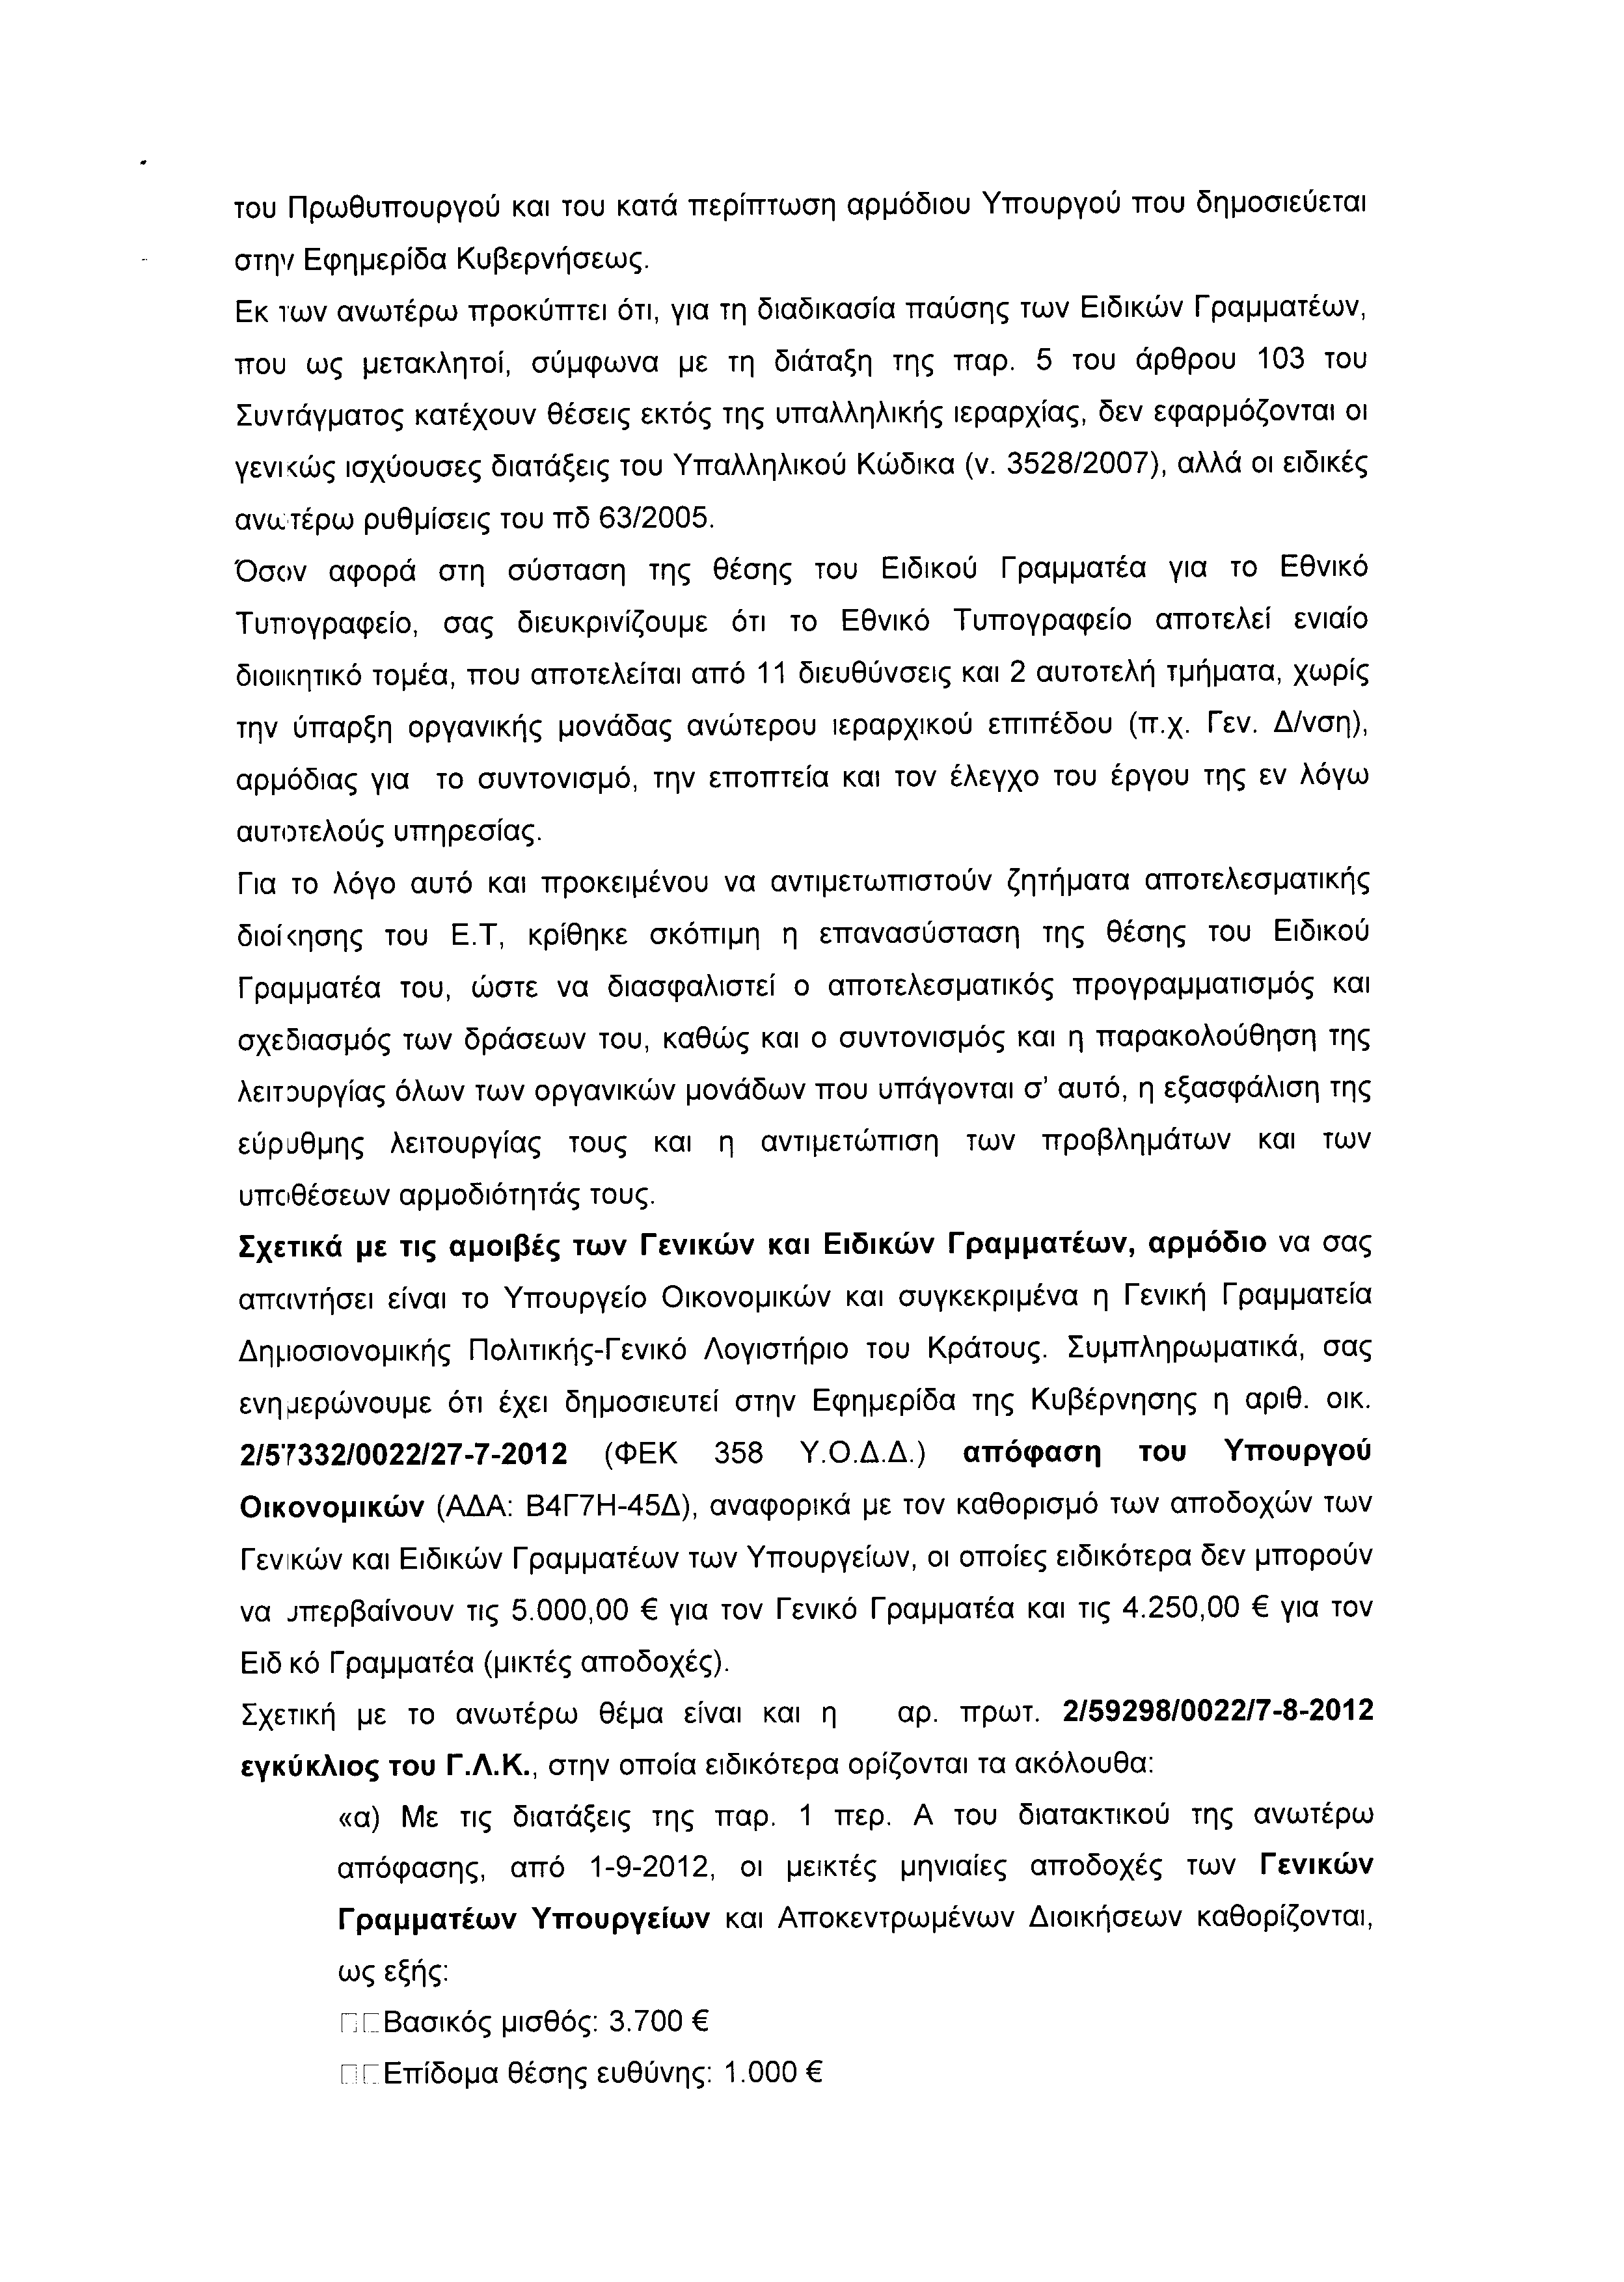 του Πρωθυπουργού και του κατά περίπτωση αρμόδιου Υπουργού που δημοσιεύεται
στην Εφημερίδα Κυβερνήσεως.
Εκ των ανωτέρω προκύπτει ότι, για τη διαδικασία παύσης των Ειδικών Γραμματέων,
που ως μετακλητοί, σύμφωνα με τη διάταξη της παρ. 5 του άρθρου 103 του
Συντάγματος κατέχουν θέσεις εκτός της υπαλληλικής ιεραρχίας, δεν εφαρμόζονται οι
γενικώς ισχύουσες διατάξεις του Υπαλληλικού Κώδικα (ν. 3528/2007), αλλά οι ειδικές
ανωτέρω ρυθμίσεις του πδ 63/2005.
Όσον αφορά στη σύσταση της θέσης του Ειδικού Γραμματέα για το Εθνικό
Τυπογραφείο, σας διευκρινίζουμε ότι το Εθνικό Τυπογραφείο αποτελεί ενιαίο
διοικητικό τομέα, που αποτελείται από 11 διευθύνσεις και 2 αυτοτελή τμήματα, χωρίς
την ύπαρξη οργανικής μονάδας ανώτερου ιεραρχικού επιπέδου (π.χ. Γεν. Δ/νση),
αρμόδιας για το συντονισμό, την εποπτεία και τον έλεγχο του έργου της εν λόγω
αυτοτελούς υπηρεσίας.
Για το λόγο αυτό και προκειμένου να αντιμετωπιστούν ζητήματα αποτελεσματικής
διοίκησης του Ε.Τ, κρίθηκε σκόπιμη η επανασύσταση της θέσης του Ειδικού
Γραμματέα του, ώστε να διασφαλιστεί ο αποτελεσματικός προγραμματισμός και
σχεδιασμός των δράσεων του, καθώς και ο συντονισμός και η παρακολούθηση της
λειτουργίας όλων των οργανικών μονάδων που υπάγονται σ' αυτό, η εξασφάλιση της
εύρυθμης λειτουργίας τους και η αντιμετώπιση των προβλημάτων και των
υποθέσεων αρμοδιότητάς τους.
Σχετικά με τις αμοιβές των Γενικών και Ειδικών Γραμματέων, αρμόδιο να σας
απαντήσει είναι το Υπουργείο Οικονομικών και συγκεκριμένα η Γενική Γραμματεία
Δημοσιονομικής Πολιτικής-Γενικό Λογιστήριο του Κράτους. Συμπληρωματικά, σας
ενημερώνουμε ότι έχει δημοσιευτεί στην Εφημερίδα της Κυβέρνησης η αριθ. οικ.
2/57332/0022/27-7-2012 (ΦΕΚ 358 Υ.Ο.Δ.Δ.) απόφαση του Υπουργού
Οικονομικών (ΑΔΑ: Β4Γ7Η-45Δ), αναφορικά με τον καθορισμό των αποδοχών των
Γενικών και Ειδικών Γραμματέων των Υπουργείων, οι οποίες ειδικότερα δεν μπορούν
να υπερβαίνουν τις 5.000,00 € για τον Γενικό Γραμματέα και τις 4.250,00 € για τον
Ειδικό Γραμματέα (μικτές αποδοχές).
Σχετική με το ανωτέρω θέμα είναι και η αρ. πρωτ. 2/59298/0022/7-8-2012
εγκύκλιος του Γ.Λ.Κ., στην οποία ειδικότερα ορίζονται τα ακόλουθα:
«α) Με τις διατάξεις της παρ. 1 περ. Α του διατακτικού της ανωτέρω
απόφασης, από 1-9-2012, οι μεικτές μηνιαίες αποδοχές των Γενικών
Γραμματέων Υπουργείων και Αποκεντρωμένων Διοικήσεων καθορίζονται,
ως εξής:
Βασικός μισθός: 3.700 €
Επίδομα θέσης ευθύνης: 1.000 €